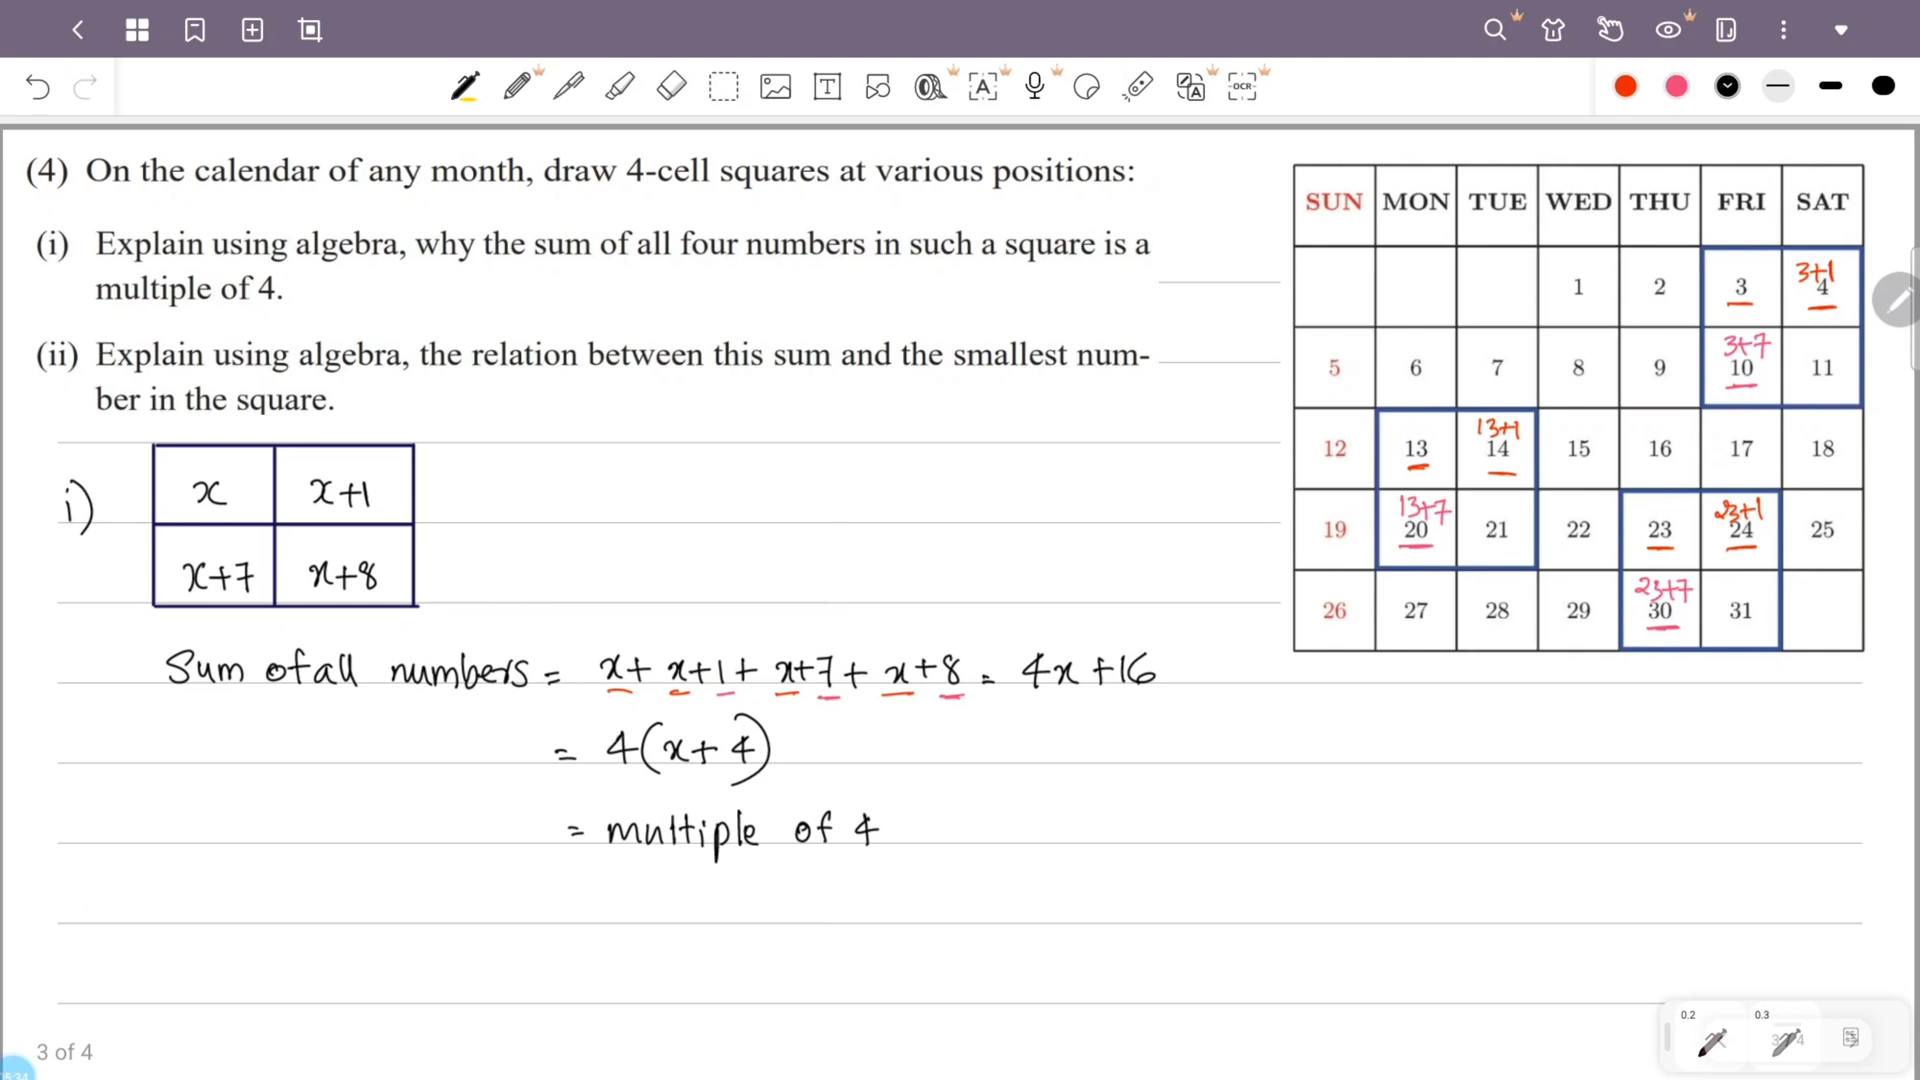 (4) On the calendar of any month, draw 4-cell squares at various positions:
(i) Explain using algebra, why the sum of all four numbers in such a square is a
multiple of 4.
(ii) Explain using algebra, the relation between this sum and the smallest num-
ber in the square.
SUN MON TUE WED THU FRI SAT
3+1
1 2 3 4
3+7
5 6 7 8 9 10 11
13+1
12 13 14 15 16 17 18
13+7 23+1
19 20 21 22 23 24 25
23+7
26 27 28 29 30 31
i)
x x+1
x+7 x+8
Sum of all numbers = x + x+1 + x+7 + x+8 = 4x+16
= 4(x+4)
= multiple of 4
3 of 4
0.2 0.3
OCR